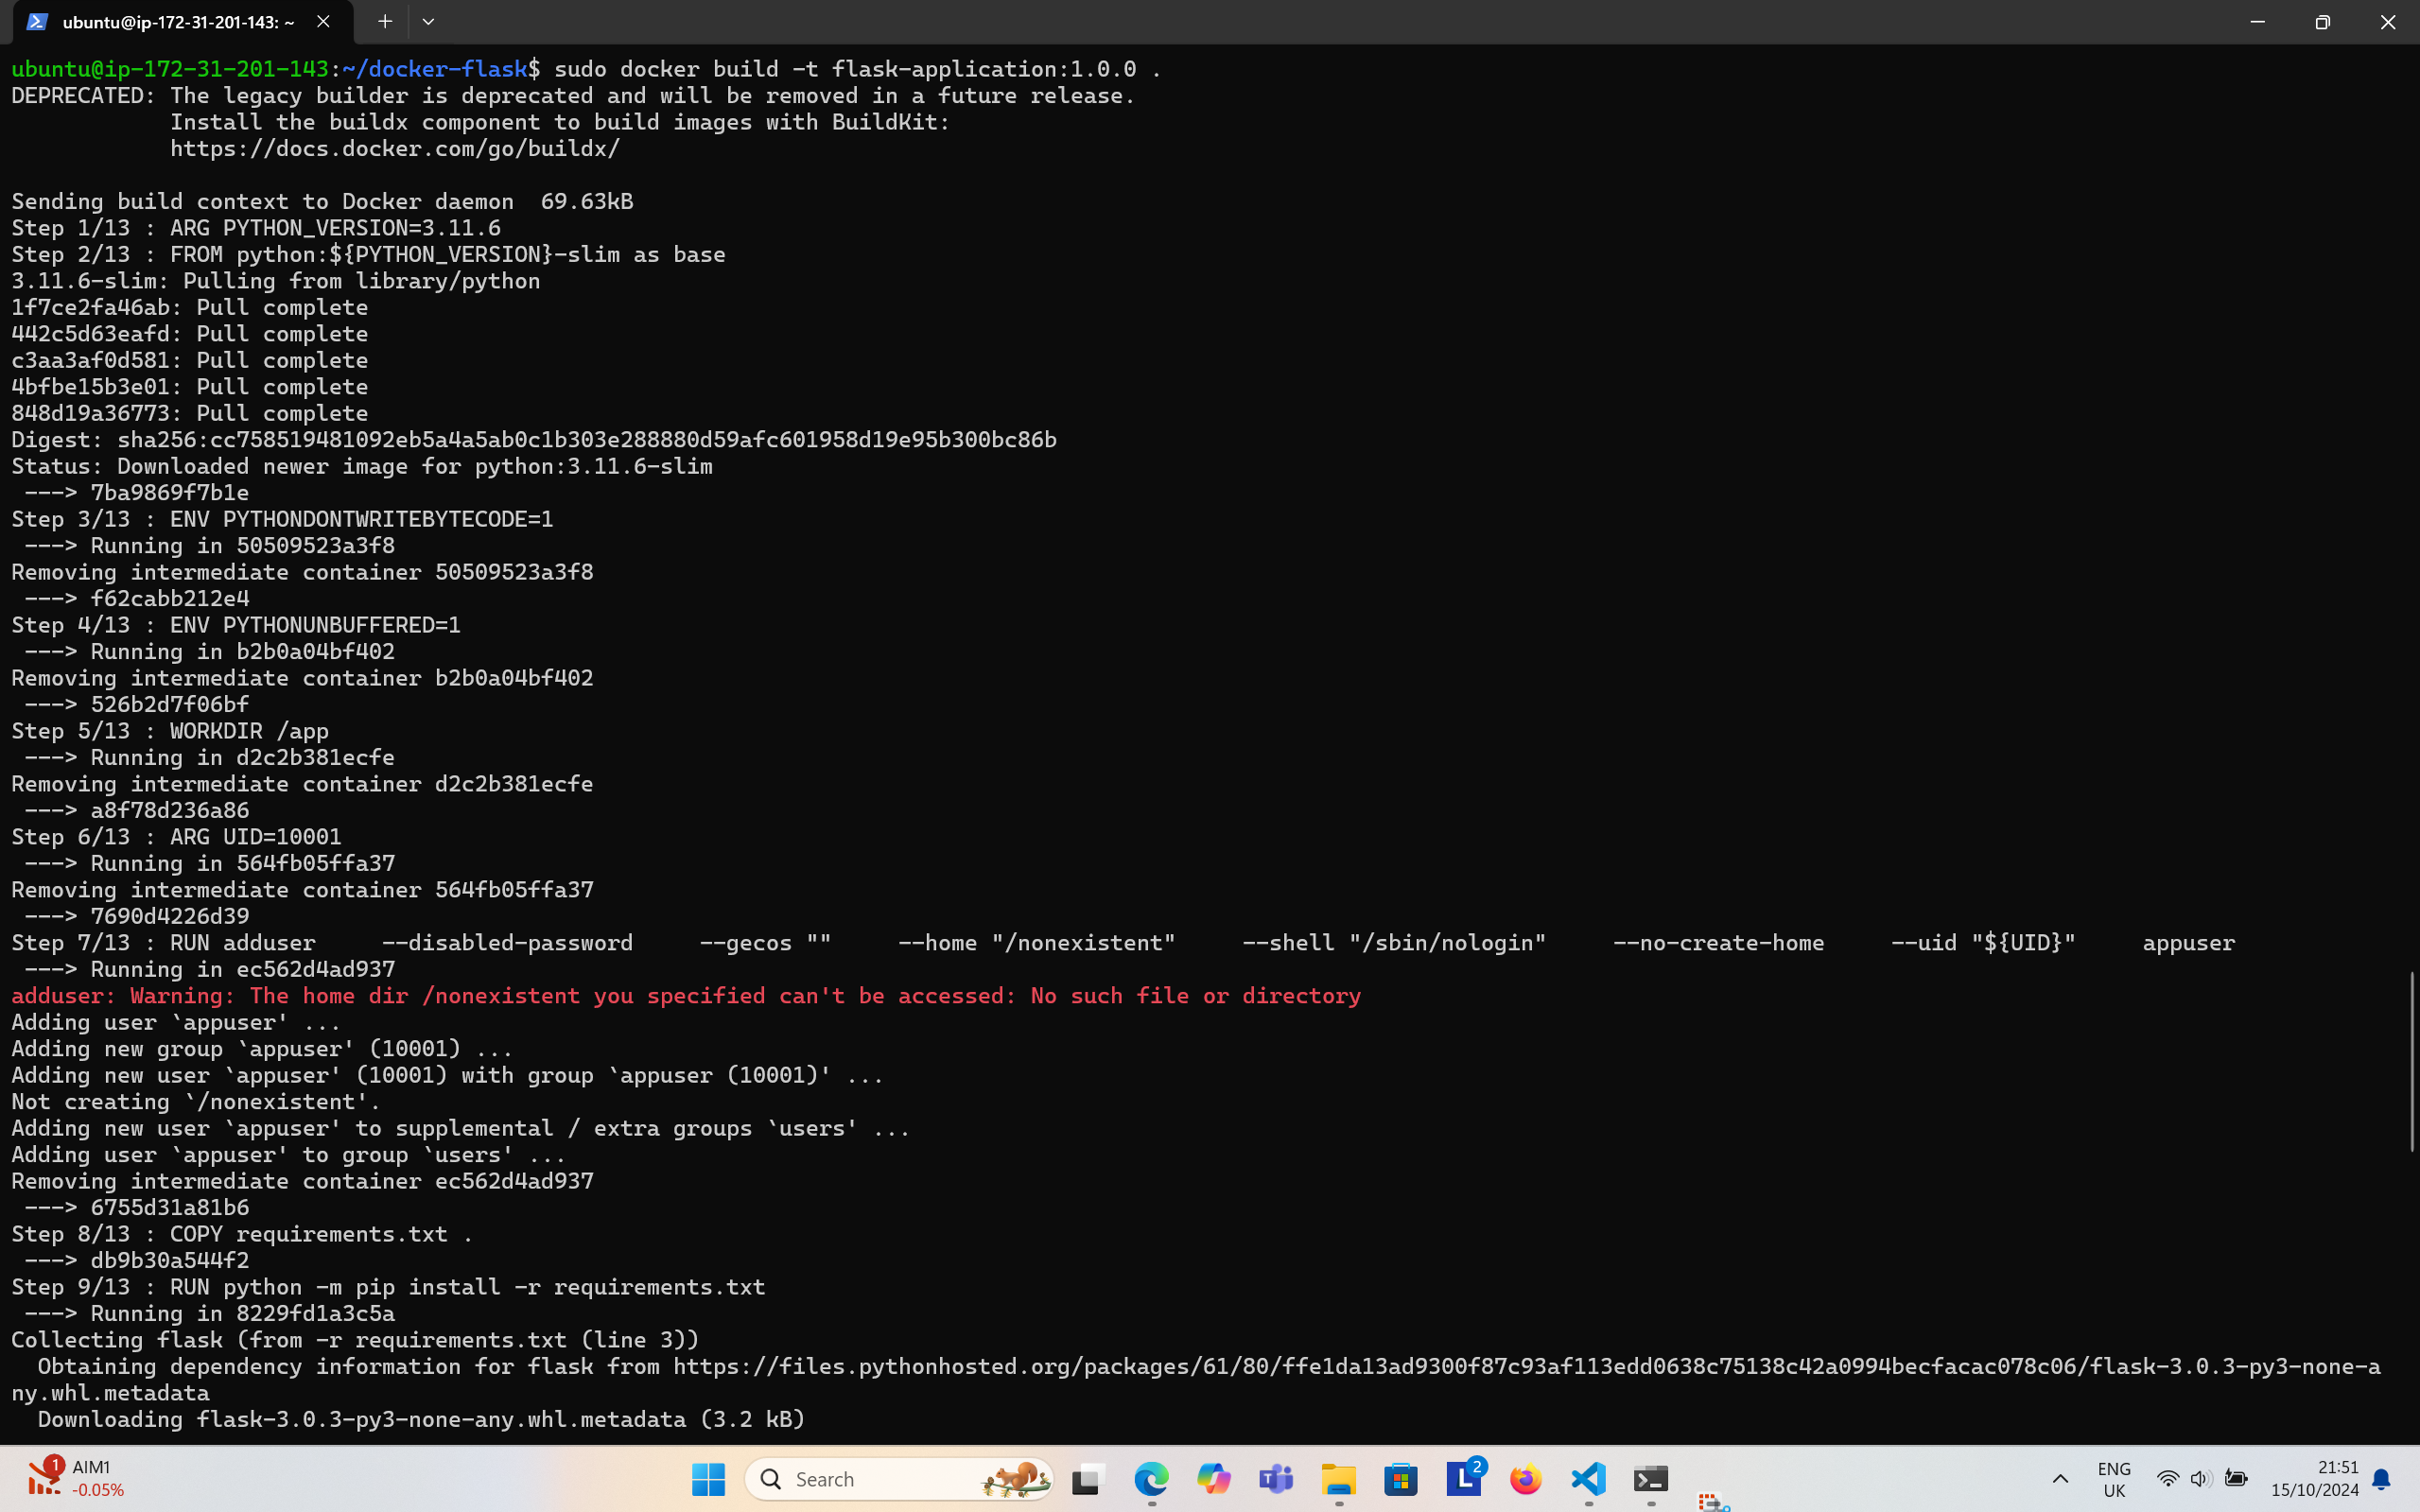 ubuntu@ip-172-31-201-143: ~
ubuntu@ip-172-31-201-143:~/docker-flask$ sudo docker build -t flask-application:1.0.0 .
DEPRECATED: The legacy builder is deprecated and will be removed in a future release.
            Install the buildx component to build images with BuildKit:
            https://docs.docker.com/go/buildx/

Sending build context to Docker daemon  69.63kB
Step 1/13 : ARG PYTHON_VERSION=3.11.6
Step 2/13 : FROM python:${PYTHON_VERSION}-slim as base
3.11.6-slim: Pulling from library/python
1f7ce2fa46ab: Pull complete
442c5d63eafd: Pull complete
c3aa3af0d581: Pull complete
4bfbe15b3e01: Pull complete
848d19a36773: Pull complete
Digest: sha256:cc758519481092eb5a4a5ab0c1b303e288880d59afc601958d19e95b300bc86b
Status: Downloaded newer image for python:3.11.6-slim
 ---> 7ba9869f7b1e
Step 3/13 : ENV PYTHONDONTWRITEBYTECODE=1
 ---> Running in 50509523a3f8
Removing intermediate container 50509523a3f8
 ---> f62cabb212e4
Step 4/13 : ENV PYTHONUNBUFFERED=1
 ---> Running in b2b0a04bf402
Removing intermediate container b2b0a04bf402
 ---> 526b2d7f06bf
Step 5/13 : WORKDIR /app
 ---> Running in d2c2b381ecfe
Removing intermediate container d2c2b381ecfe
 ---> a8f78d236a86
Step 6/13 : ARG UID=10001
 ---> Running in 564fb05ffa37
Removing intermediate container 564fb05ffa37
 ---> 7690d4226d39
Step 7/13 : RUN adduser     --disabled-password     --gecos ""     --home "/nonexistent"     --shell "/sbin/nologin"     --no-create-home     --uid "${UID}"     appuser
 ---> Running in ec562d4ad937
adduser: Warning: The home dir /nonexistent you specified can't be accessed: No such file or directory
Adding user `appuser' ...
Adding new group `appuser' (10001) ...
Adding new user `appuser' (10001) with group `appuser (10001)' ...
Not creating `/nonexistent'.
Adding new user `appuser' to supplemental / extra groups `users' ...
Adding user `appuser' to group `users' ...
Removing intermediate container ec562d4ad937
 ---> 6755d31a81b6
Step 8/13 : COPY requirements.txt .
 ---> db9b30a544f2
Step 9/13 : RUN python -m pip install -r requirements.txt
 ---> Running in 8229fd1a3c5a
Collecting flask (from -r requirements.txt (line 3))
  Obtaining dependency information for flask from https://files.pythonhosted.org/packages/61/80/ffe1da13ad9300f87c93af113edd0638c75138c42a0994becfacac078c06/flask-3.0.3-py3-none-a
ny.whl.metadata
  Downloading flask-3.0.3-py3-none-any.whl.metadata (3.2 kB)
1
AIM1
-0.05%
Search
T
L
2
ENG
UK
21:51
15/10/2024